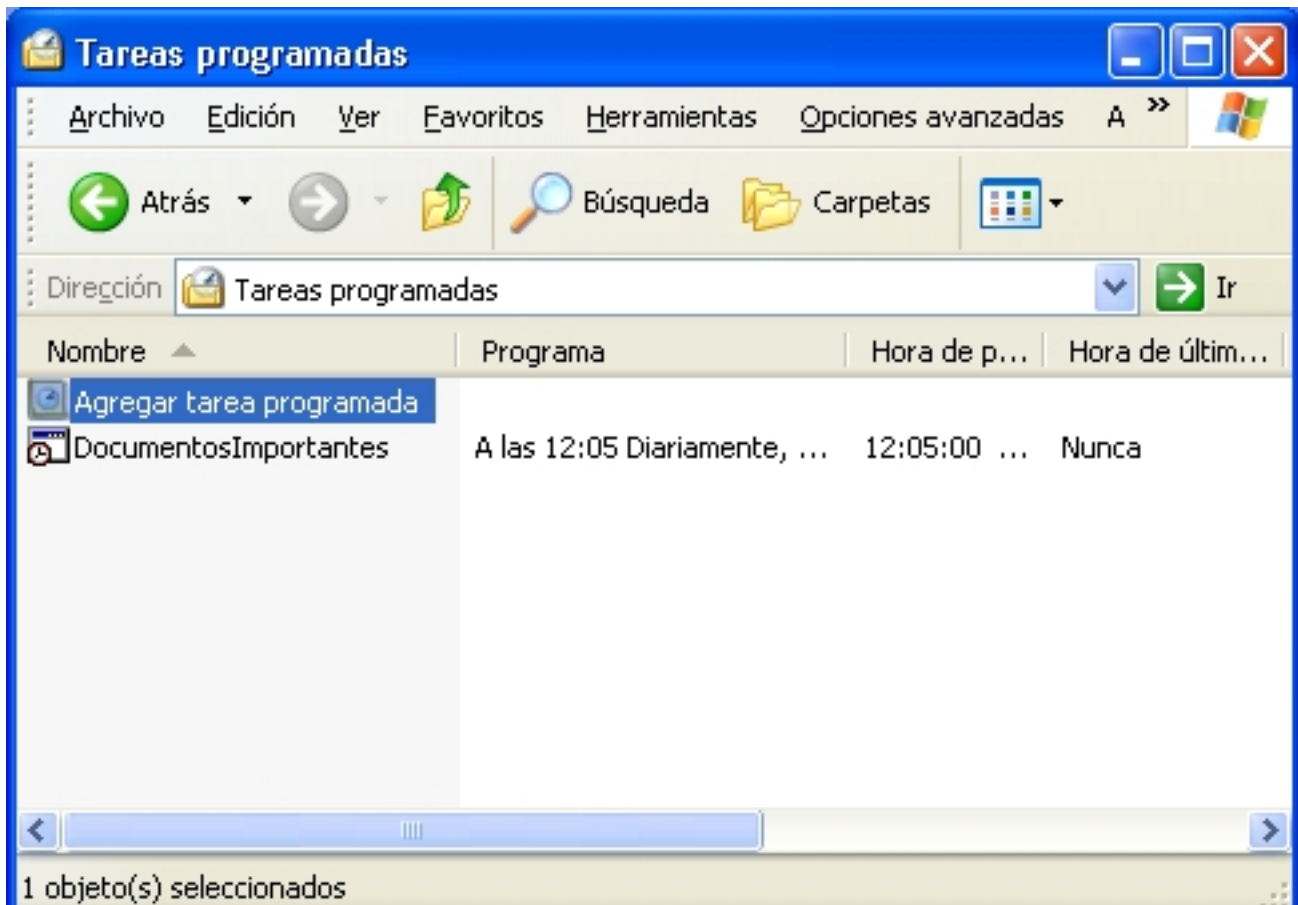 Tareas programadas
Archivo Edición Ver Favoritos Herramientas Opciones avanzadas A »
Atrás Búsqueda Carpetas
Dirección Tareas programadas Ir
Nombre Programa Hora de p... Hora de últim...
Agregar tarea programada
DocumentosImportantes A las 12:05 Diariamente, ... 12:05:00 ... Nunca
1 objeto(s) seleccionados